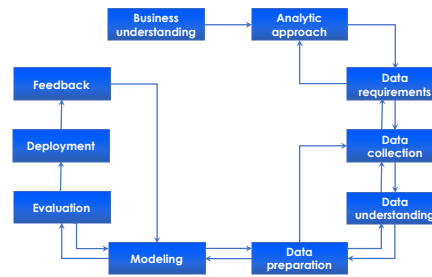 Business
understanding
Analytic
approach
Feedback
Data
requirements
Deployment
Data
collection
Evaluation
Data
understanding
Modeling
Data
preparation